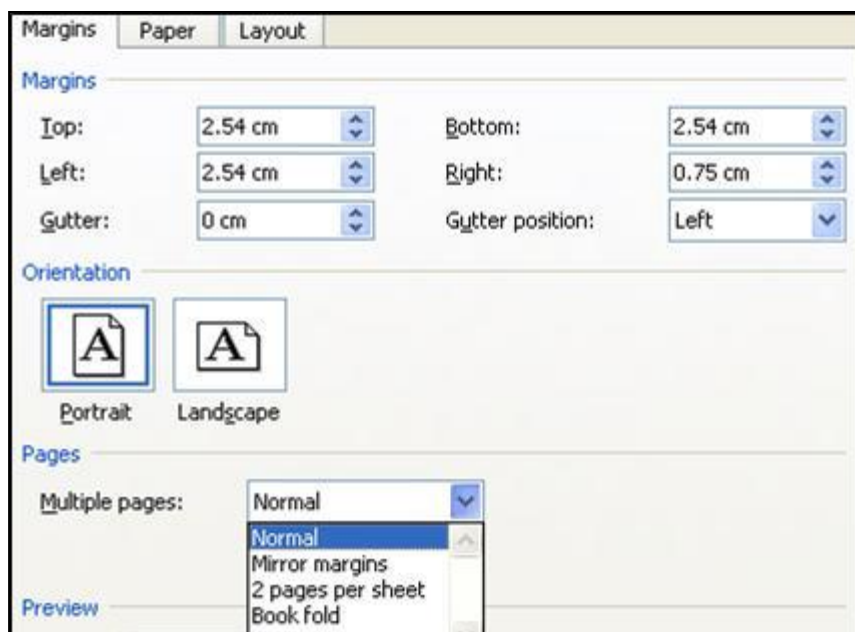 Margins Paper Layout
Margins
Top: 2.54 cm Bottom: 2.54 cm
Left: 2.54 cm Right: 0.75 cm
Gutter: 0 cm Gutter position: Left
Orientation
A A
Portrait Landscape
Pages
Multiple pages: Normal
Normal
Mirror margins
2 pages per sheet
Book fold
Preview